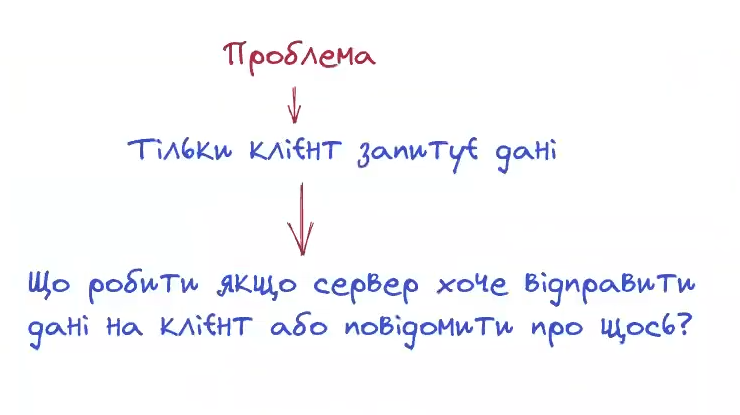 Проблема
Тільки клієнт запитує дані
Що робити якщо сервер хоче відправити
дані на клієнт або повідомити про щось?